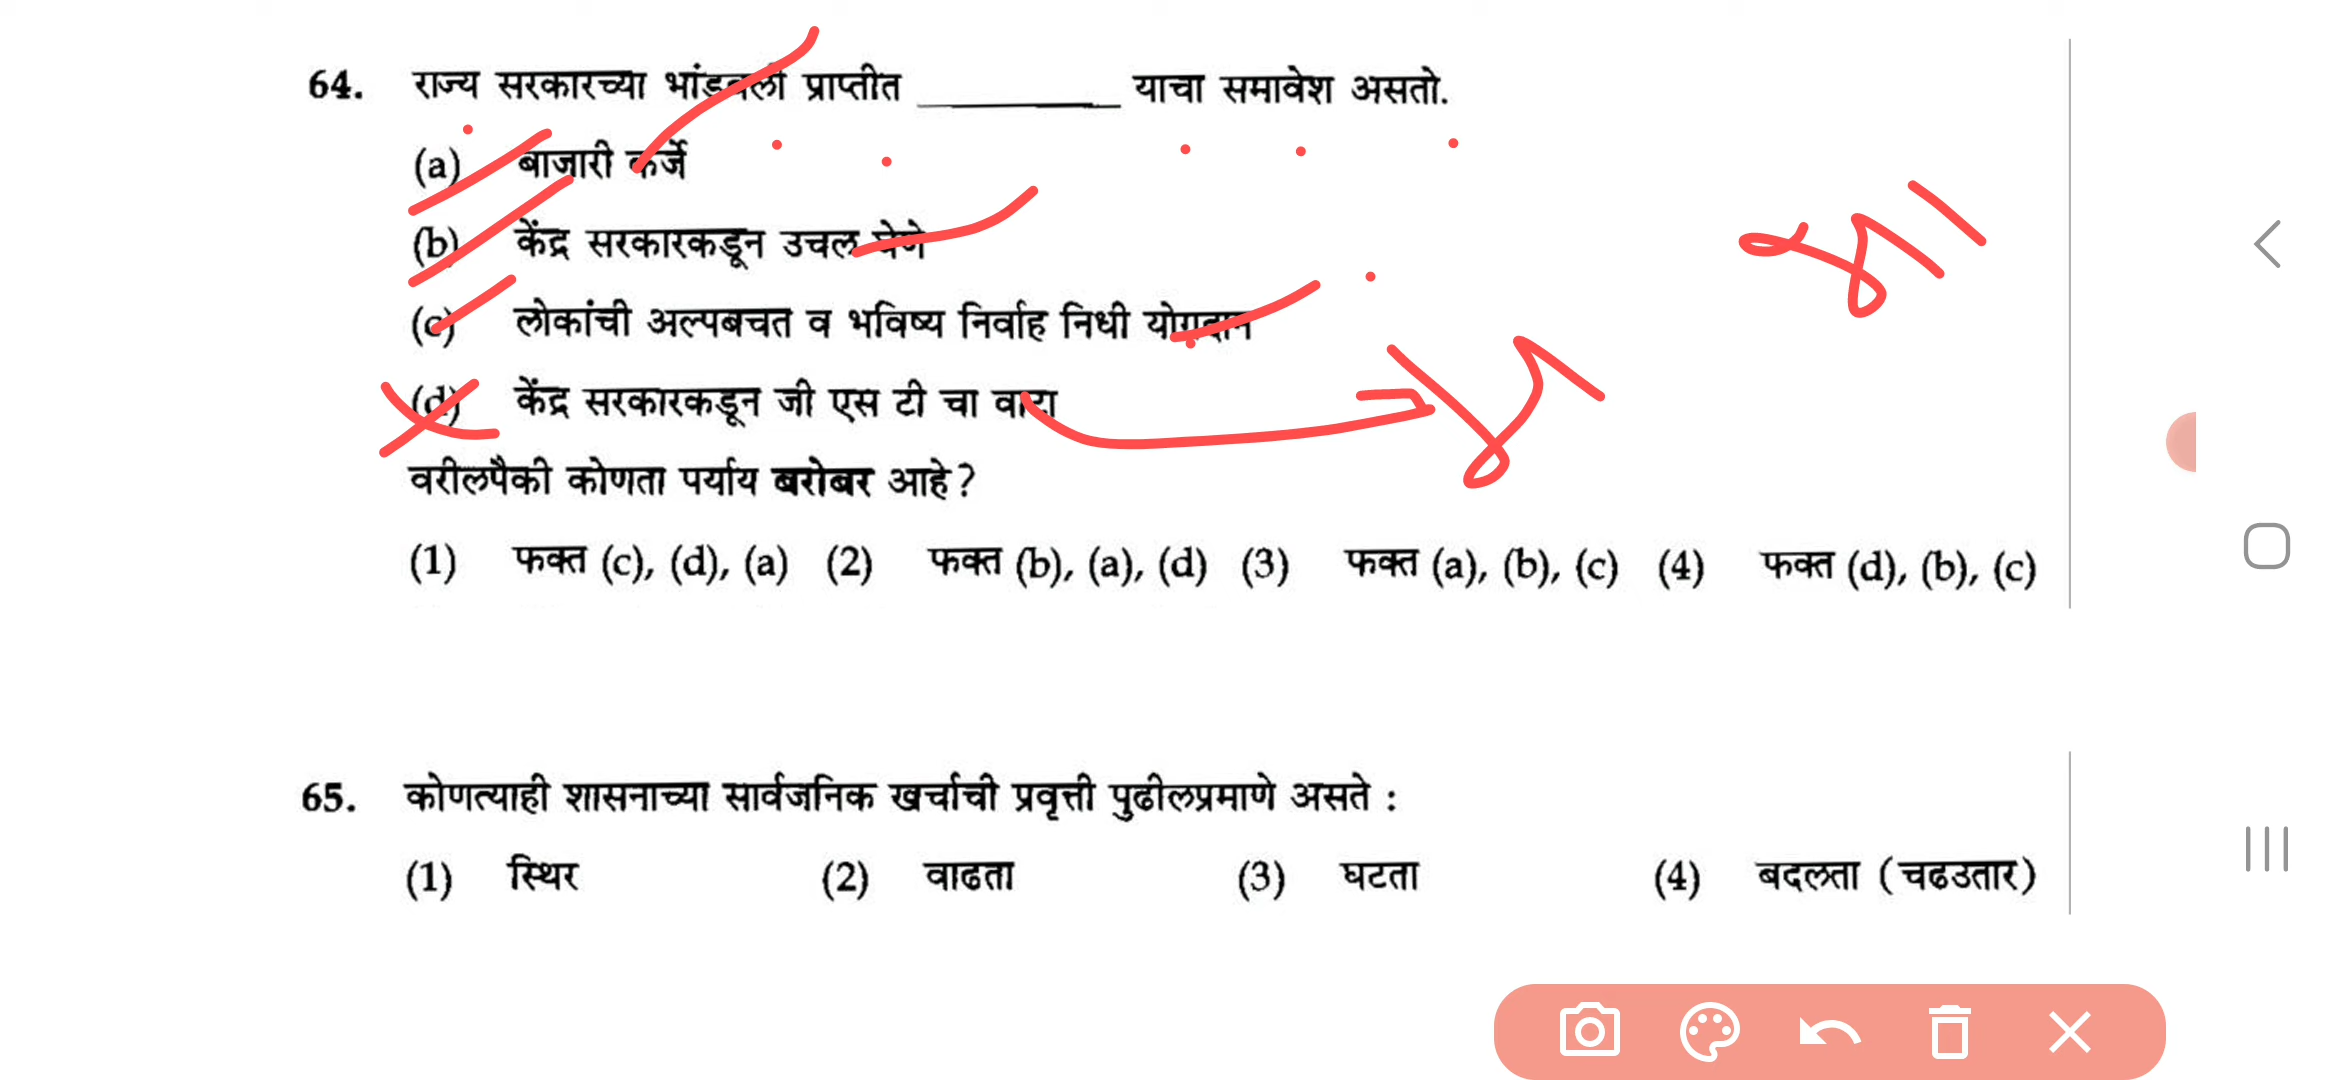 64. राज्य सरकारच्या भांडवली प्राप्तीत __________ याचा समावेश असतो.
(a) बाजारी कर्जे
(b) केंद्र सरकारकडून उचल घेणे
(c) लोकांची अल्पबचत व भविष्य निर्वाह निधी योगदान
(d) केंद्र सरकारकडून जी एस टी चा वाटा
वरीलपैकी कोणता पर्याय बरोबर आहे?
(1) फक्त (c), (d), (a) (2) फक्त (b), (a), (d) (3) फक्त (a), (b), (c) (4) फक्त (d), (b), (c)
65. कोणत्याही शासनाच्या सार्वजनिक खर्चाची प्रवृत्ती पुढीलप्रमाणे असते :
(1) स्थिर (2) वाढता (3) घटता (4) बदलता (चढउतार)